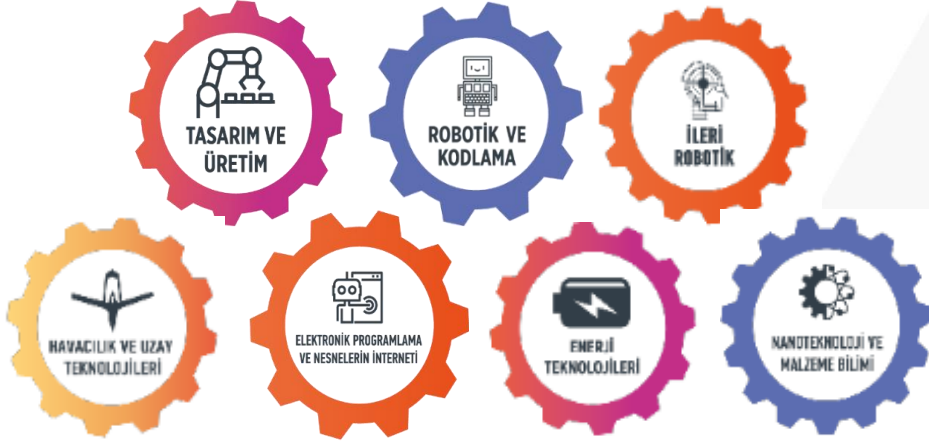 TASARIM VE
ÜRETİM
ROBOTİK VE
KODLAMA
İLERİ
ROBOTİK
HAVACILIK VE UZAY
TEKNOLOJİLERİ
ELEKTRONİK PROGRAMLAMA
VE NESNELERİN İNTERNETİ
ENERJİ
TEKNOLOJİLERİ
NANOTEKNOLOJİ VE
MALZEME BİLİMİ